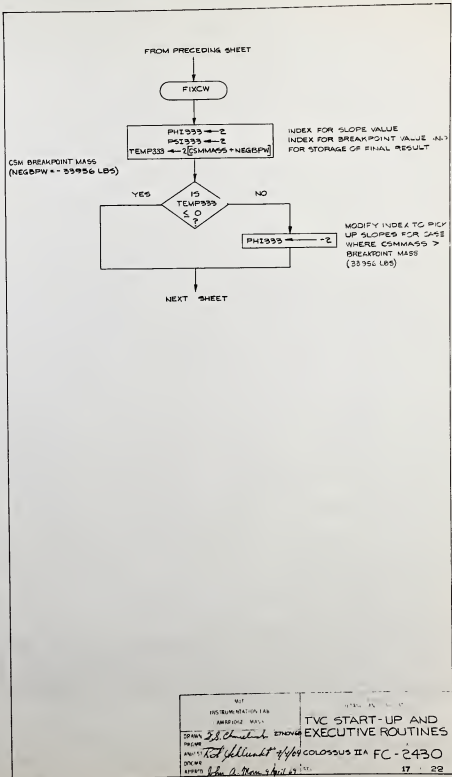 FROM PRECEDING SHEET
FIXCW
PHI333 ← 2
PSI333 ← 2
TEMP333 ← 2[CSMMASS + NEGBPW]
INDEX FOR SLOPE VALUE
INDEX FOR BREAKPOINT VALUE
FOR STORAGE OF FINAL RESULT
CSM BREAKPOINT MASS
(NEGBPW = - 33956 LBS)
YES
IS
TEMP333
≤ 0
?
NO
PHI333 ← -2
MODIFY INDEX TO PICK
UP SLOPES FOR CASE
WHERE CSMMASS >
BREAKPOINT MASS
(33956 LBS)
NEXT SHEET
MIT
INSTRUMENTATION LAB
MASS
TVC START-UP AND
EXECUTIVE ROUTINES
DRAWN
COLOSSUS IIA FC-2430
John A.
17 22